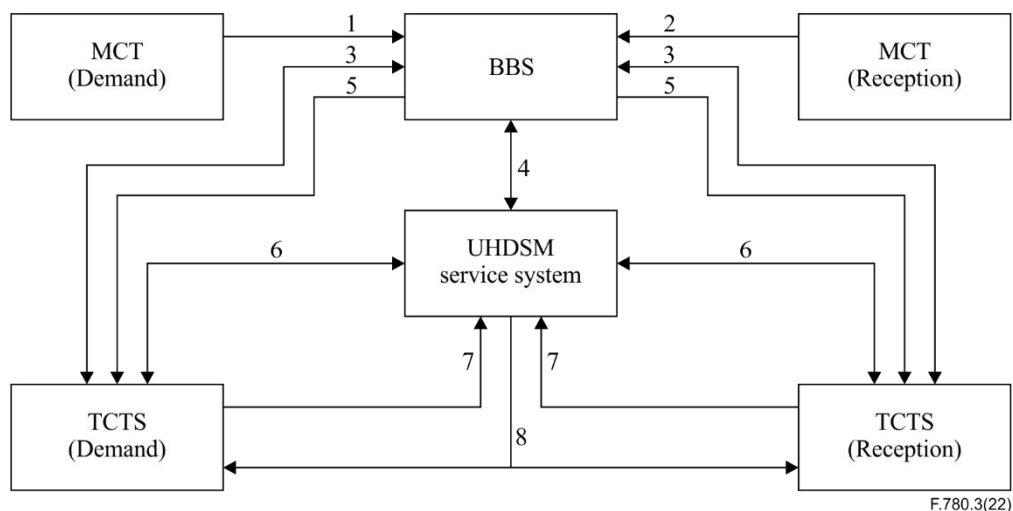 MCT
(Demand)
1
3
5
BBS
2
3
5
MCT
(Reception)
4
6
UHDSM
service system
6
7
7
TCTS
(Demand)
8
TCTS
(Reception)
F.780.3(22)